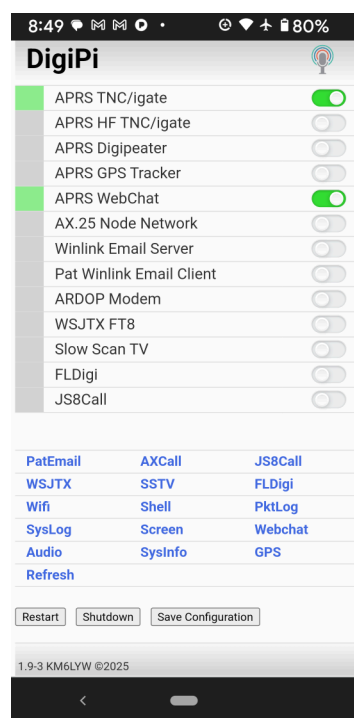 8:49 80%
DigiPi
APRS TNC/igate
APRS HF TNC/igate
APRS Digipeater
APRS GPS Tracker
APRS WebChat
AX.25 Node Network
Winlink Email Server
Pat Winlink Email Client
ARDOP Modem
WSJTX FT8
Slow Scan TV
FLDigi
JS8Call
PatEmail AXCall JS8Call
WSJTX SSTV FLDigi
Wifi Shell PktLog
SysLog Screen Webchat
Audio SysInfo GPS
Refresh
Restart Shutdown Save Configuration
1.9-3 KM6LYW ©2025